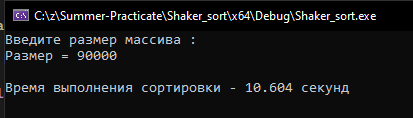 C:\z\Summer-Practicate\Shaker_sort\x64\Debug\Shaker_sort.exe
Введите размер массива :
Размер = 90000
Время выполнения сортировки - 10.604 секунд